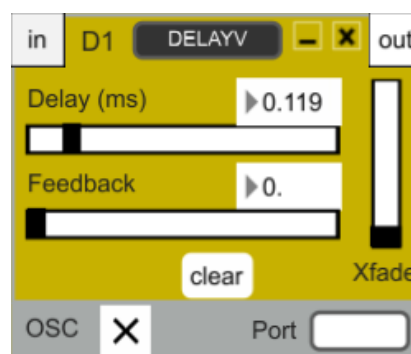 in D1 DELAYV out
Delay (ms) 0.119
Feedback 0.
clear
Xfade
OSC Port